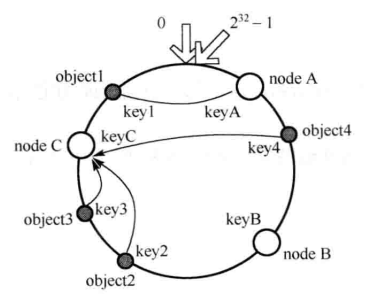 0
2^32 − 1
object1
node A
key1
keyA
node C
keyC
object4
key4
object3
key3
keyB
key2
node B
object2